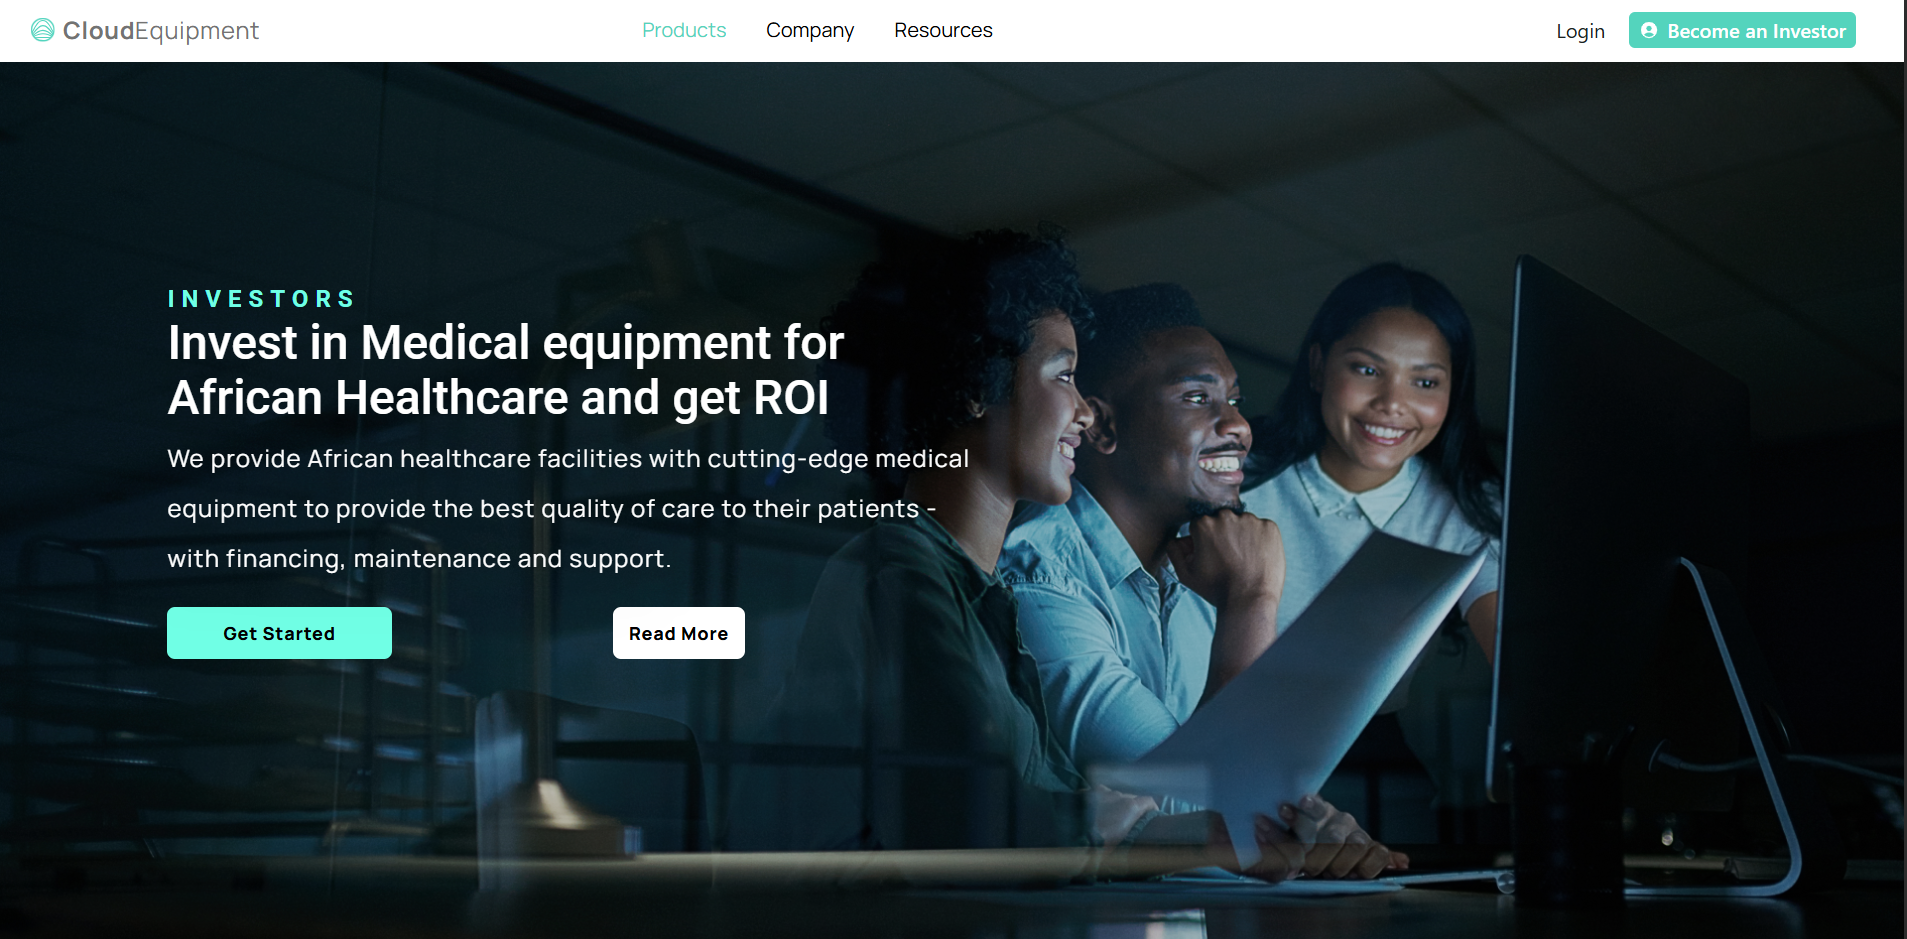 CloudEquipment
Products
Company
Resources
Login
Become an Investor
INVESTORS
Invest in Medical equipment for
African Healthcare and get ROI
We provide African healthcare facilities with cutting-edge medical
equipment to provide the best quality of care to their patients -
with financing, maintenance and support.
Get Started
Read More